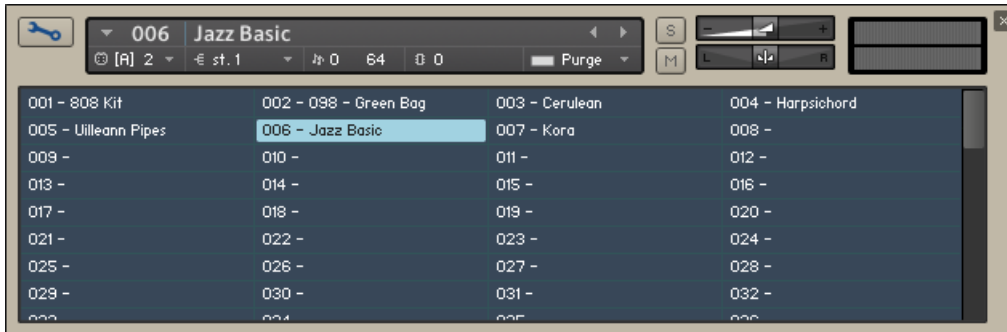 006 Jazz Basic
S
- +
[A] 2 st. 1 0 64 0 Purge
M
L R
001 - 808 Kit 002 - 098 - Green Bag 003 - Cerulean 004 - Harpsichord
005 - Uilleann Pipes 006 - Jazz Basic 007 - Kora 008 -
009 - 010 - 011 - 012 -
013 - 014 - 015 - 016 -
017 - 018 - 019 - 020 -
021 - 022 - 023 - 024 -
025 - 026 - 027 - 028 -
029 - 030 - 031 - 032 -